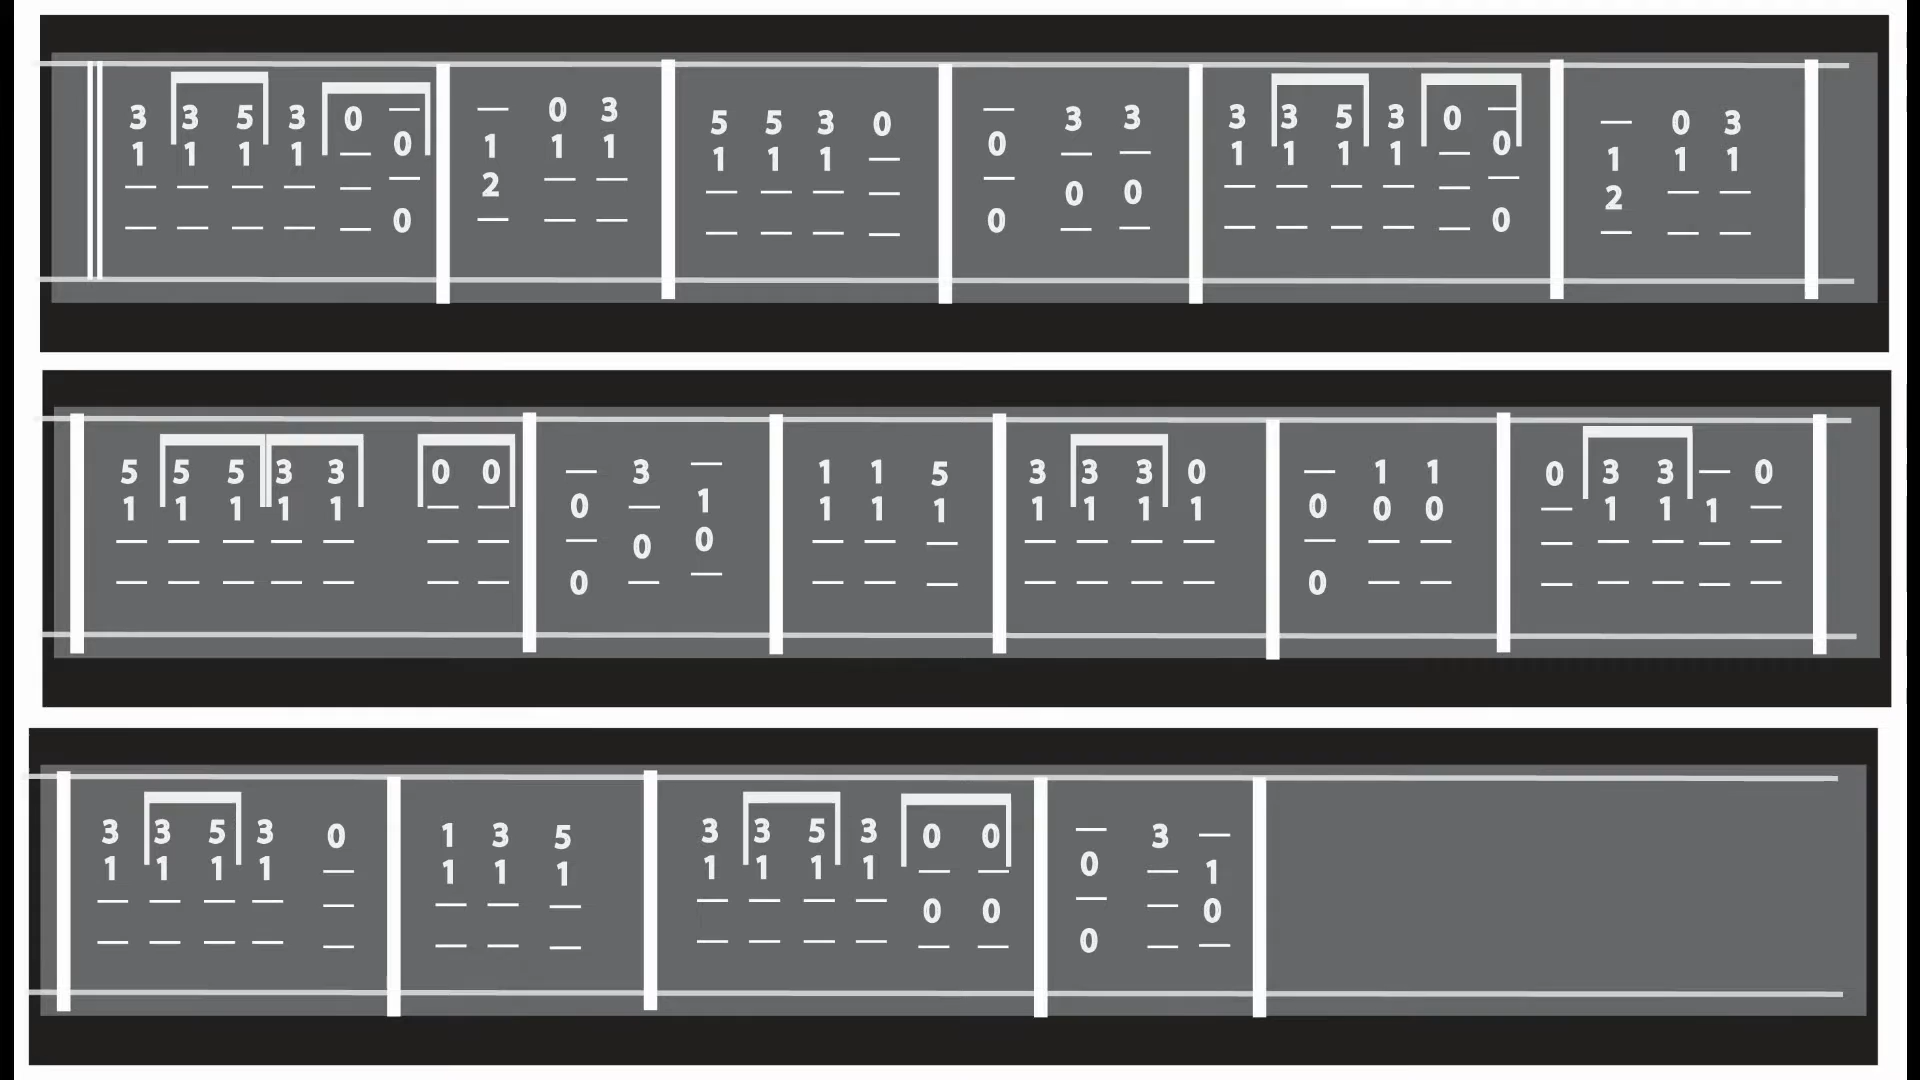 3 3 5 3 0 — — 0 3 5 5 3 0 — 3 3 3 3 5 3 0 — — 0 3
1 1 1 1 — 0 1 1 1 1 1 1 — 0 — — 1 1 1 1 — 0 1 1 1
— — — — — — 2 — — — — — — — 0 0 — — — — — — 2 — —
— — — — — 0 — — — — — — — 0 — — — — — — — 0 — — —
5 5 5 3 3 0 0 — 3 — 1 1 5 3 3 3 0 — 1 1 0 3 3 — 0
1 1 1 1 1 — — 0 — 1 1 1 1 1 1 1 1 0 0 0 — 1 1 1 —
— — — — — — — — 0 0 — — — — — — — — — — — — — — —
— — — — — — — 0 — — — — — — — — — 0 — — — — — — —
3 3 5 3 0 1 3 5 3 3 5 3 0 0 — 3 —
1 1 1 1 — 1 1 1 1 1 1 1 — — 0 — 1
— — — — — — — — — — — — 0 0 — — 0
— — — — — — — — — — — — — — 0 — —